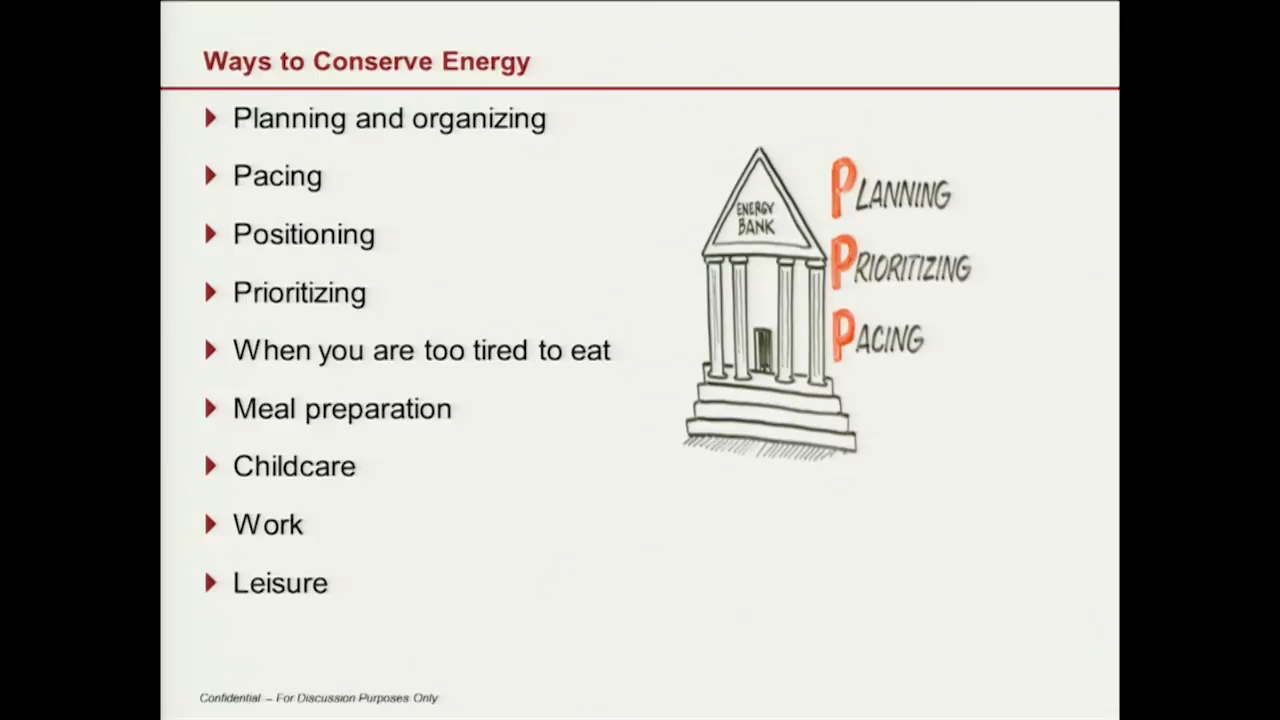 Ways to Conserve Energy
Planning and organizing
Pacing
Positioning
Prioritizing
When you are too tired to eat
Meal preparation
Childcare
Work
Leisure
ENERGY
BANK
PLANNING
PRIORITIZING
PACING
Confidential – For Discussion Purposes Only